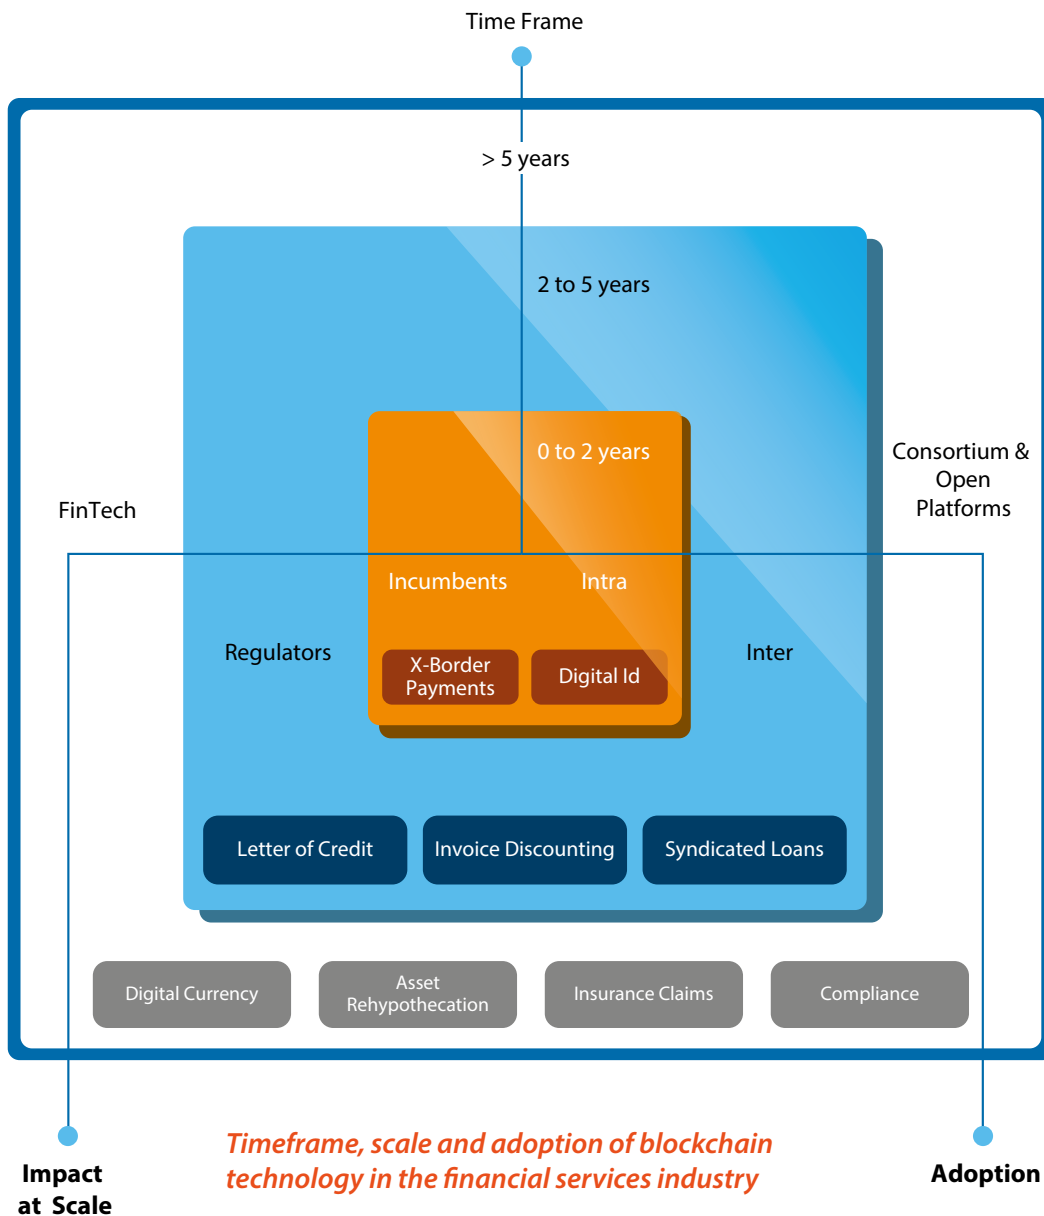 Time Frame
> 5 years
2 to 5 years
0 to 2 years
Consortium &
Open
Platforms
FinTech
Incumbents
Intra
Regulators
Inter
X-Border
Payments
Digital Id
Letter of Credit
Invoice Discounting
Syndicated Loans
Digital Currency
Asset
Rehypothecation
Insurance Claims
Compliance
Impact
at Scale
Timeframe, scale and adoption of blockchain
technology in the financial services industry
Adoption